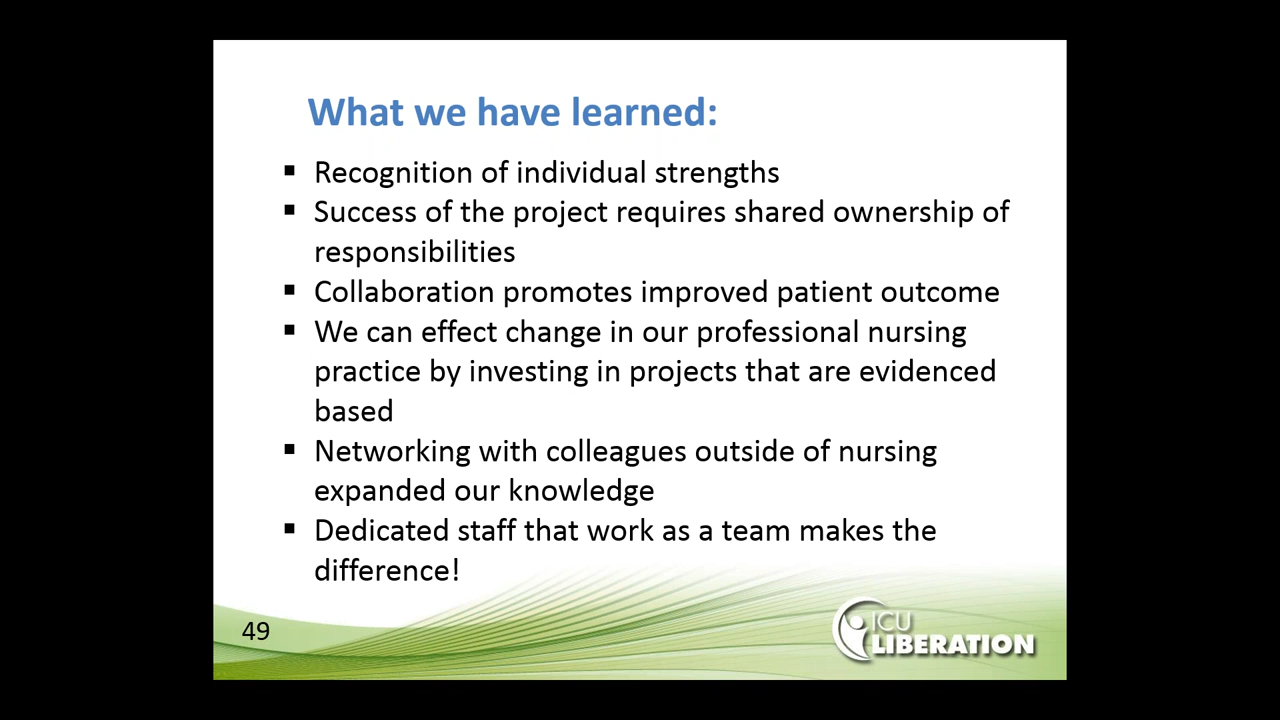 What we have learned:
▪ Recognition of individual strengths
▪ Success of the project requires shared ownership of
responsibilities
▪ Collaboration promotes improved patient outcome
▪ We can effect change in our professional nursing
practice by investing in projects that are evidenced
based
▪ Networking with colleagues outside of nursing
expanded our knowledge
▪ Dedicated staff that work as a team makes the
difference!
49
ICU
LIBERATION